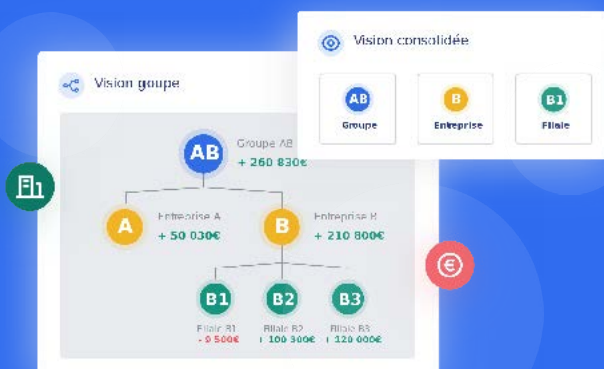 Vision consolidée
AB
Groupe
B
Entreprise
B1
Filiale
Vision goupe
AB
Groupe AB
+ 260 830€
A
Entreprise A
+ 50 030€
B
Entreprise B
+ 210 800€
B1
Filiale B1
- 9 500€
B2
Filiale B2
+ 100 300€
B3
Filiale B3
+ 120 000€
€